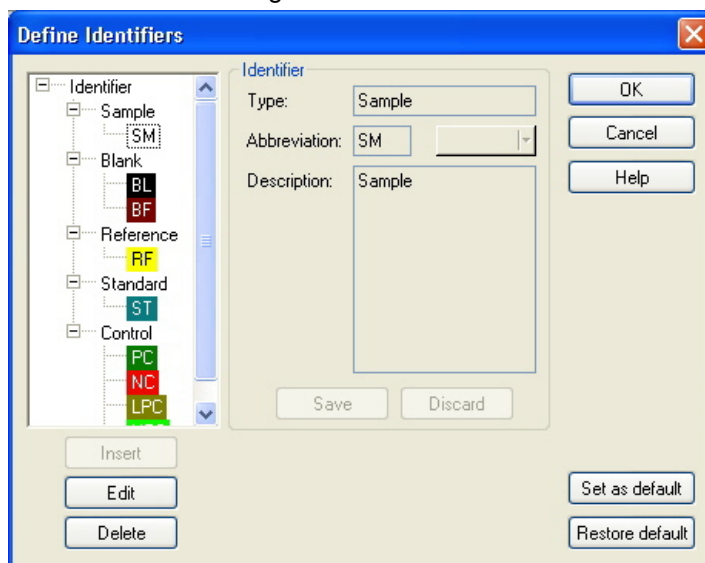 Define Identifiers
Identifier
Sample
SM
Blank
BL
BF
Reference
RF
Standard
ST
Control
PC
NC
LPC
Identifier
Type: Sample
Abbreviation: SM
Description: Sample
Save Discard
OK
Cancel
Help
Insert
Edit
Delete
Set as default
Restore default